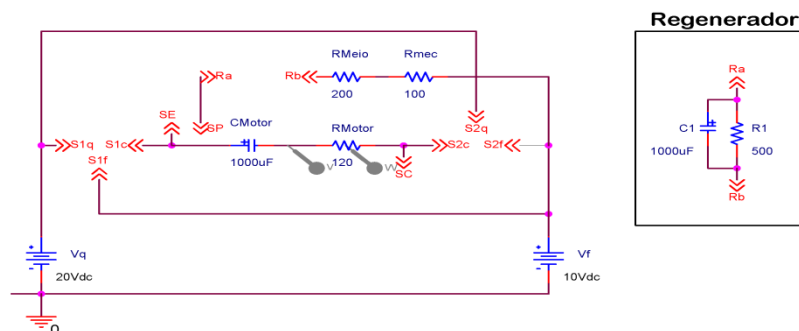 Regenerador
RMeio
Rmec
Ra
Rb
200
100
Ra
SE
SP
CMotor
RMotor
S2q
S1q
S1c
S2c
S2f
S1f
1000uF
120
V
W
SC
C1
R1
1000uF
500
Rb
Vq
20Vdc
Vf
10Vdc
0